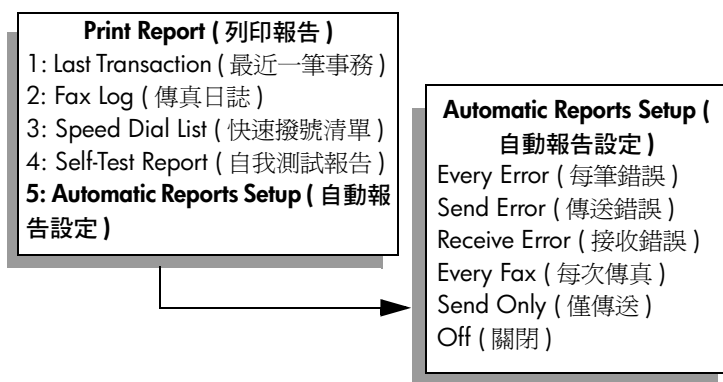 Print Report ( 列印報告 )
1: Last Transaction ( 最近一筆事務 )
2: Fax Log ( 傳真日誌 )
3: Speed Dial List ( 快速撥號清單 )
4: Self-Test Report ( 自我測試報告 )
5: Automatic Reports Setup ( 自動報
告設定 )
Automatic Reports Setup (
自動報告設定 )
Every Error ( 每筆錯誤 )
Send Error ( 傳送錯誤 )
Receive Error ( 接收錯誤 )
Every Fax ( 每次傳真 )
Send Only ( 僅傳送 )
Off ( 關閉 )